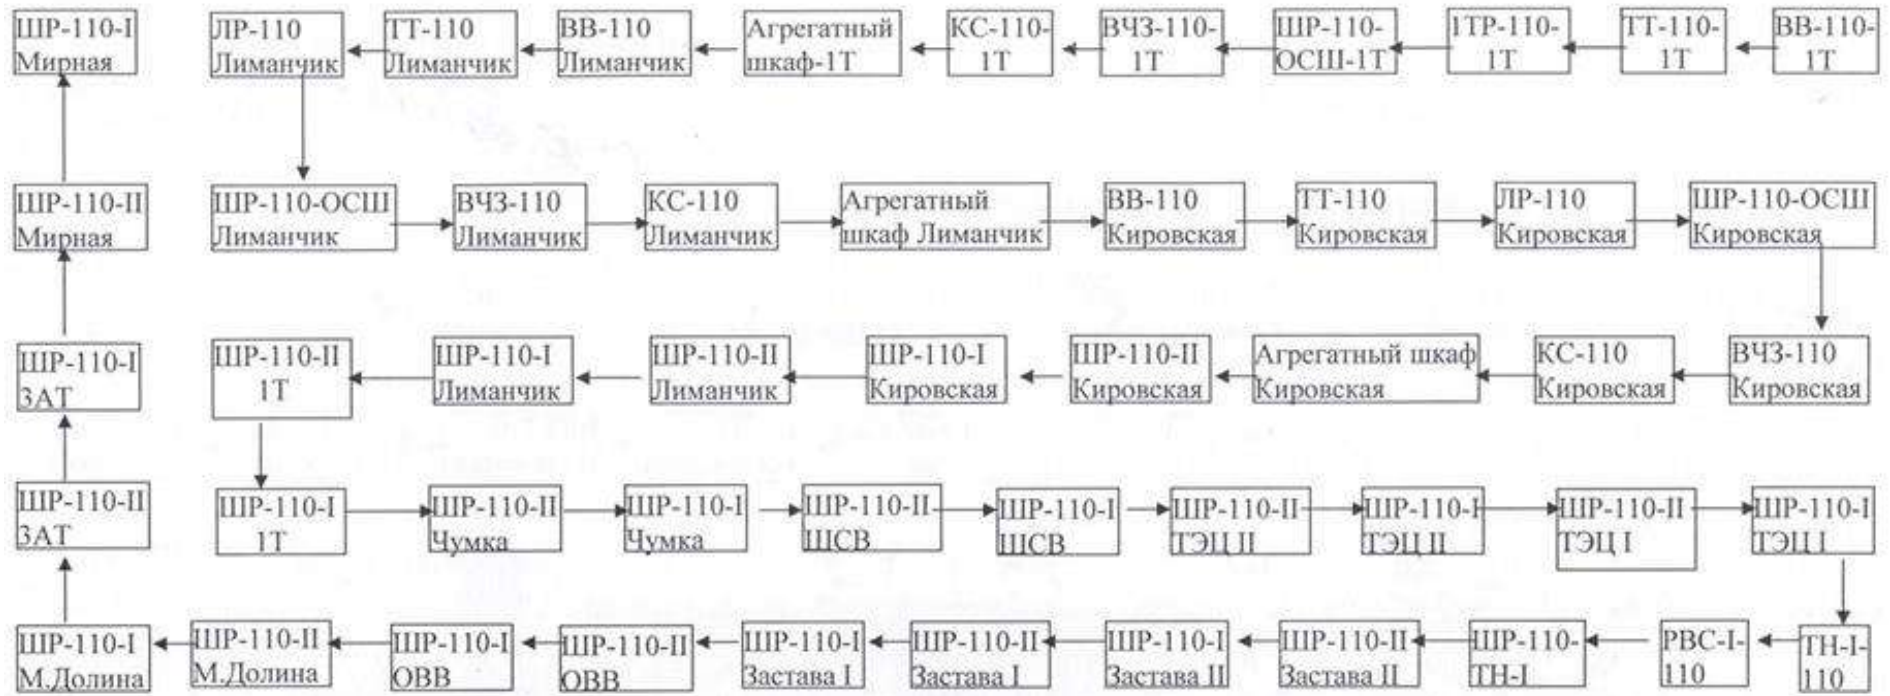 ШР-110-I
Мирная
ЛР-110
Лиманчик
ТТ-110
Лиманчик
ВВ-110
Лиманчик
Агрегатный
шкаф-1Т
КС-110-
1Т
ВЧЗ-110-
1Т
ШР-110-
ОСШ-1Т
1ТР-110-
1Т
ТТ-110-
1Т
ВВ-110-
1Т
ШР-110-II
Мирная
ШР-110-ОСШ
Лиманчик
ВЧЗ-110
Лиманчик
КС-110
Лиманчик
Агрегатный
шкаф Лиманчик
ВВ-110
Кировская
ТТ-110
Кировская
ЛР-110
Кировская
ШР-110-ОСШ
Кировская
ШР-110-I
3АТ
ШР-110-II
1Т
ШР-110-I
Лиманчик
ШР-110-II
Лиманчик
ШР-110-I
Кировская
ШР-110-II
Кировская
Агрегатный шкаф
Кировская
КС-110
Кировская
ВЧЗ-110
Кировская
ШР-110-II
3АТ
ШР-110-I
1Т
ШР-110-II
Чумка
ШР-110-I
Чумка
ШР-110-II
ШСВ
ШР-110-I
ШСВ
ШР-110-II
ТЭЦ II
ШР-110-I
ТЭЦ II
ШР-110-II
ТЭЦ I
ШР-110-I
ТЭЦ I
ШР-110-I
М.Долина
ШР-110-II
М.Долина
ШР-110-I
ОВВ
ШР-110-II
ОВВ
ШР-110-I
Застава I
ШР-110-II
Застава I
ШР-110-I
Застава II
ШР-110-II
Застава II
ШР-110-
ТН-I
РВС-I-
110
ТН-I-
110